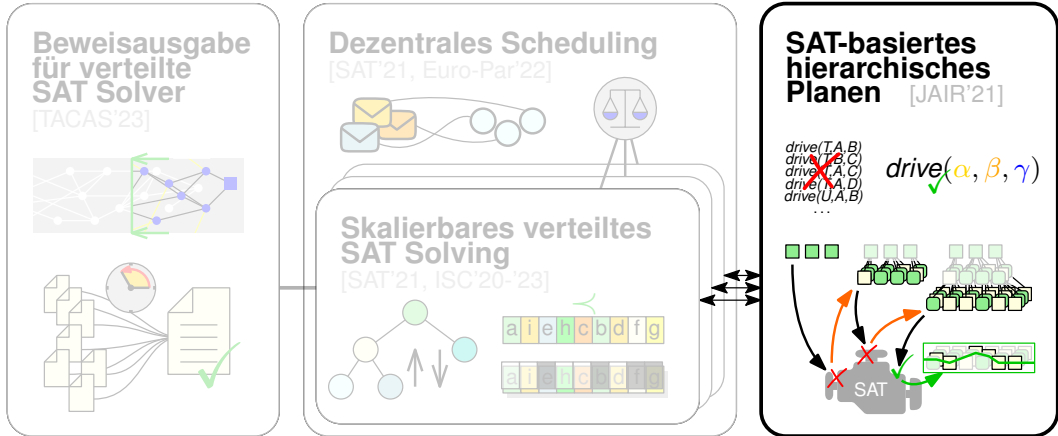 Beweisausgabe
für verteilte
SAT Solver
[TACAS'23]
Dezentrales Scheduling
[SAT'21, Euro-Par'22]
Skalierbares verteiltes
SAT Solving
[SAT'21, ISC'20-'23]
a i e h c b d f g
a i e h c b d f g
SAT-basiertes
hierarchisches
Planen [JAIR'21]
drive(T,A,B)
drive(T,B,C)
drive(T,A,C)
drive(T,A,D)
drive(U,A,B)
...
drive(α, β, γ)
SAT